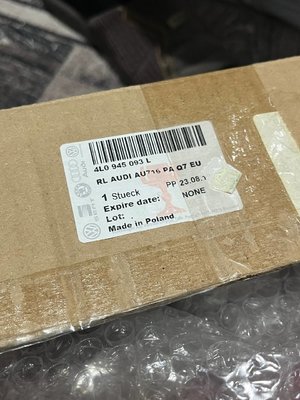 4L0 945 093 L
RL AUDI AU716 PA Q7 EU
1 Stueck
PP 23.08.
Expire date: NONE
Lot:
Made in Poland